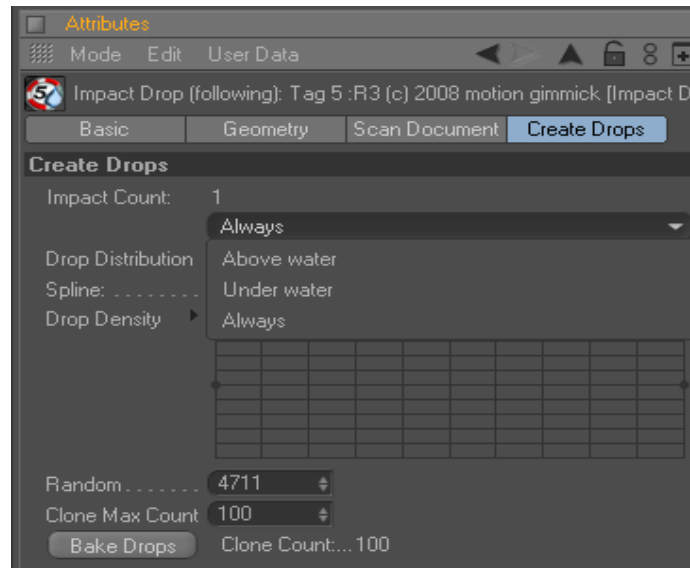 Attributes
Mode Edit User Data
Impact Drop (following): Tag 5 :R3 (c) 2008 motion gimmick [Impact D
Basic Geometry Scan Document Create Drops
Create Drops
Impact Count: 1
Always
Drop Distribution Above water
Spline: . . . . . . . . Under water
Drop Density Always
Random . . . . . . . 4711
Clone Max Count 100
Bake Drops Clone Count:...100